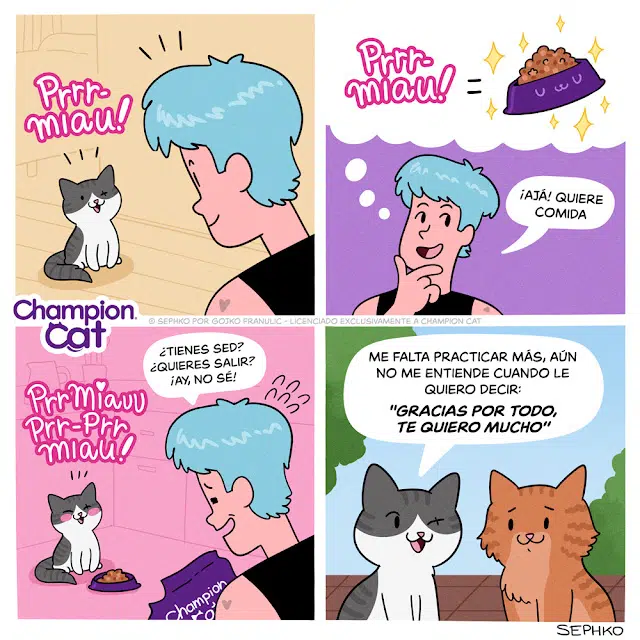 Prrr-
miau!
Prrr-
miau! =
¡AJÁ! QUIERE
COMIDA
Champion
Cat
© SEPHKO POR GOJKO FRANULIC - LICENCIADO EXCLUSIVAMENTE A CHAMPION CAT
¿TIENES SED?
¿QUIERES SALIR?
¡AY, NO SÉ!
Prrmiauu
Prr-Prr
miau!
Champion
ME FALTA PRACTICAR MÁS, AÚN
NO ME ENTIENDE CUANDO LE
QUIERO DECIR:
"GRACIAS POR TODO,
TE QUIERO MUCHO"
SEPHKO